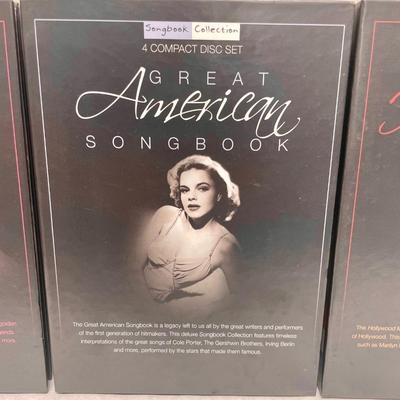 Songbook Collection
4 COMPACT DISC SET
GREAT
American
SONGBOOK
The Great American Songbook is a legacy left to us all by the great writers and performers
of the first generation of hitmakers. This deluxe Songbook Collection features timeless
interpretations of the great songs of Cole Porter, The Gershwin Brothers, Irving Berlin
and more, performed by the stars that made them famous.
golden
ends
more.
The Hollywood M
of Hollywood. This
such as Marilyn